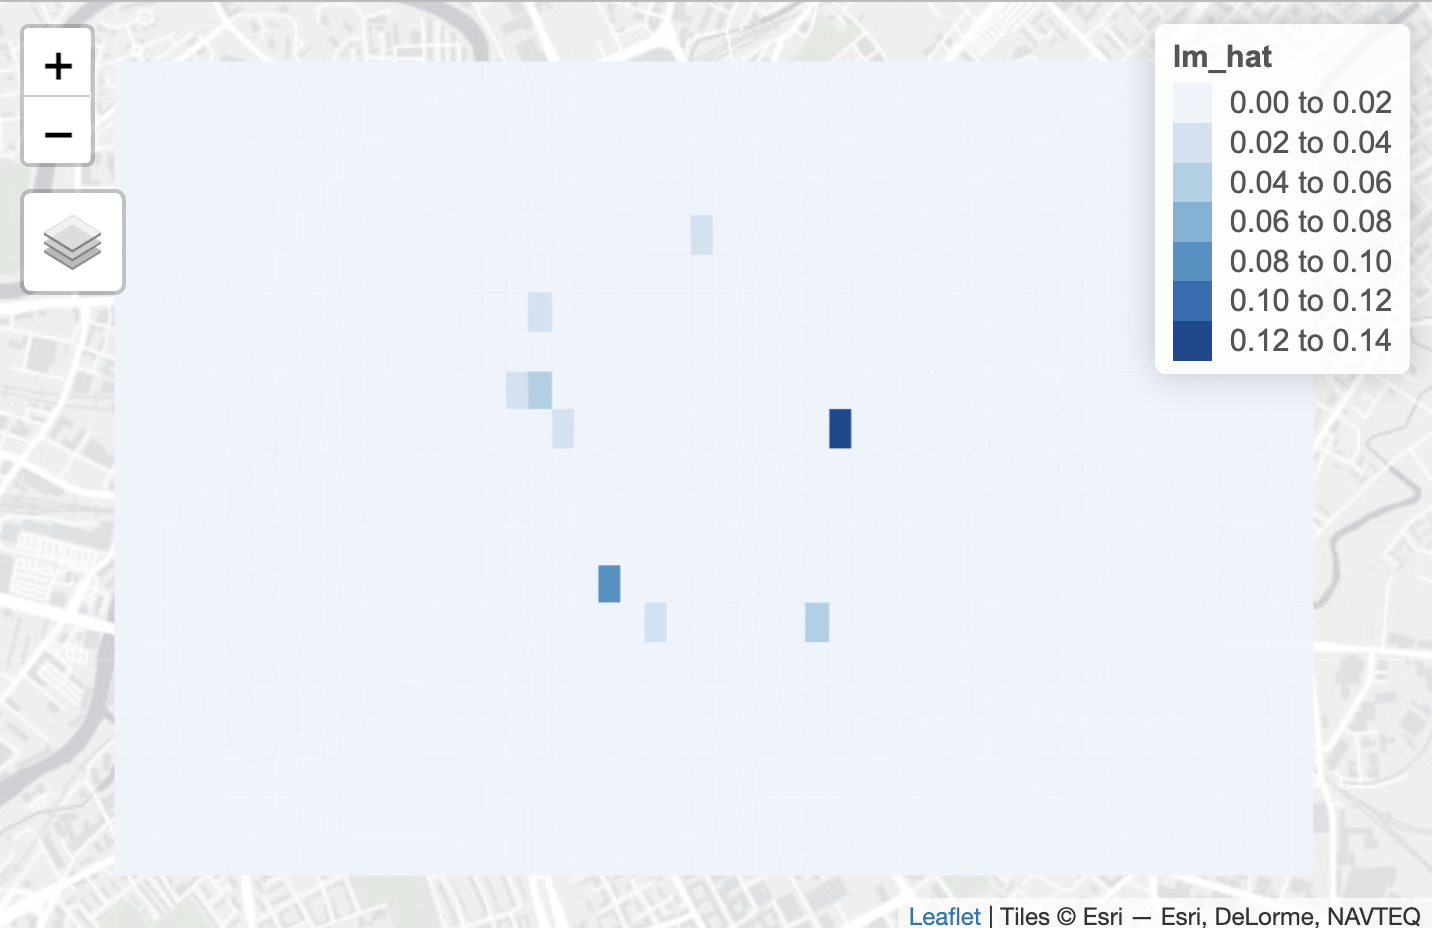 +
−
lm_hat
0.00 to 0.02
0.02 to 0.04
0.04 to 0.06
0.06 to 0.08
0.08 to 0.10
0.10 to 0.12
0.12 to 0.14
Leaflet | Tiles © Esri — Esri, DeLorme, NAVTEQ